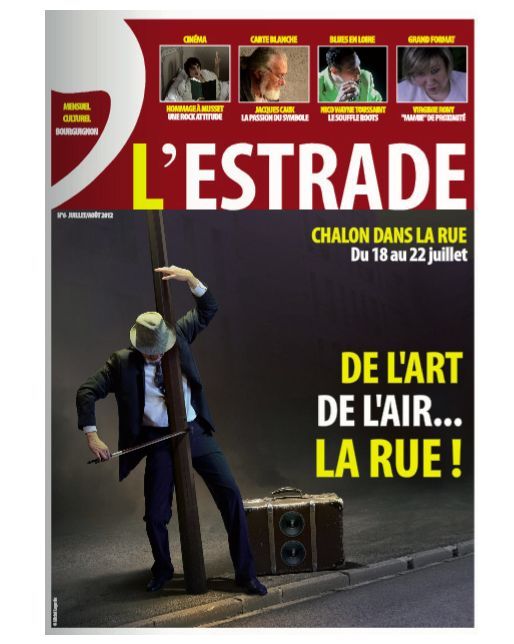 CINÉMA
CARTE BLANCHE
BLUES EN LOIRE
GRAND FORMAT
MENSUEL
CULTUREL
BOURGUIGNON
HOMMAGE À MUSSET
UNE ROCK ATTITUDE
JACQUES CAUX
LA PASSION DU SYMBOLE
NICO WAYNE TOUSSAINT
LE SOUFFLE ROOTS
VIRGINIE RONY
"MAMIE" DE PROXIMITÉ
L'ESTRADE
N°6 JUILLET/AOÛT 2012
CHALON DANS LA RUE
Du 18 au 22 juillet
DE L'ART
DE L'AIR...
LA RUE !